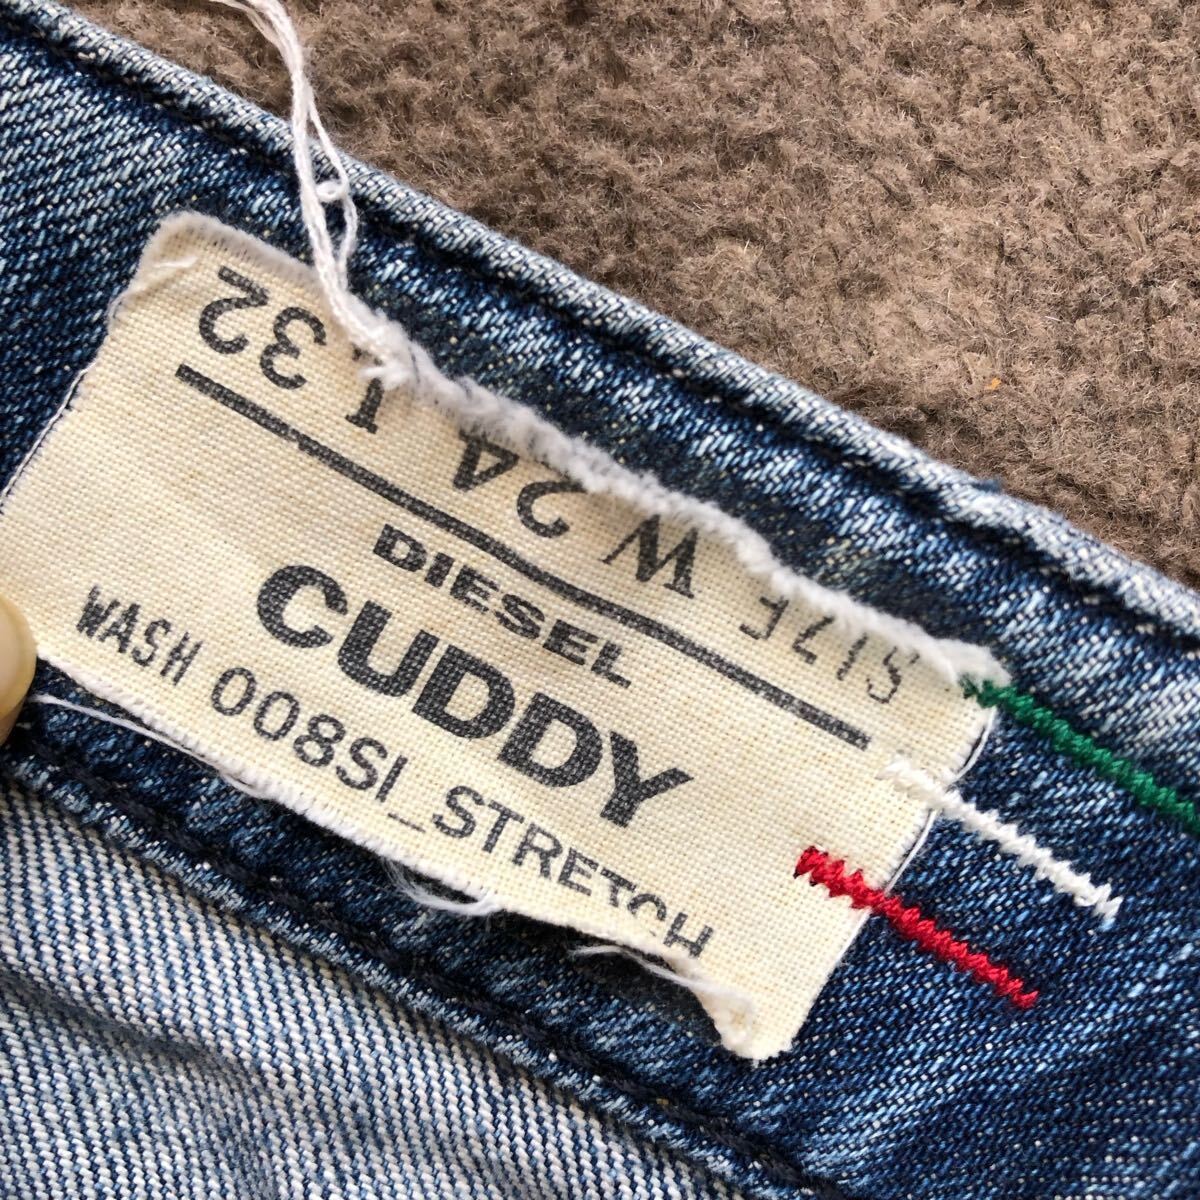 DIESEL
CUDDY
WASH 008SI_STRETCH
SIZE W 24 L 32